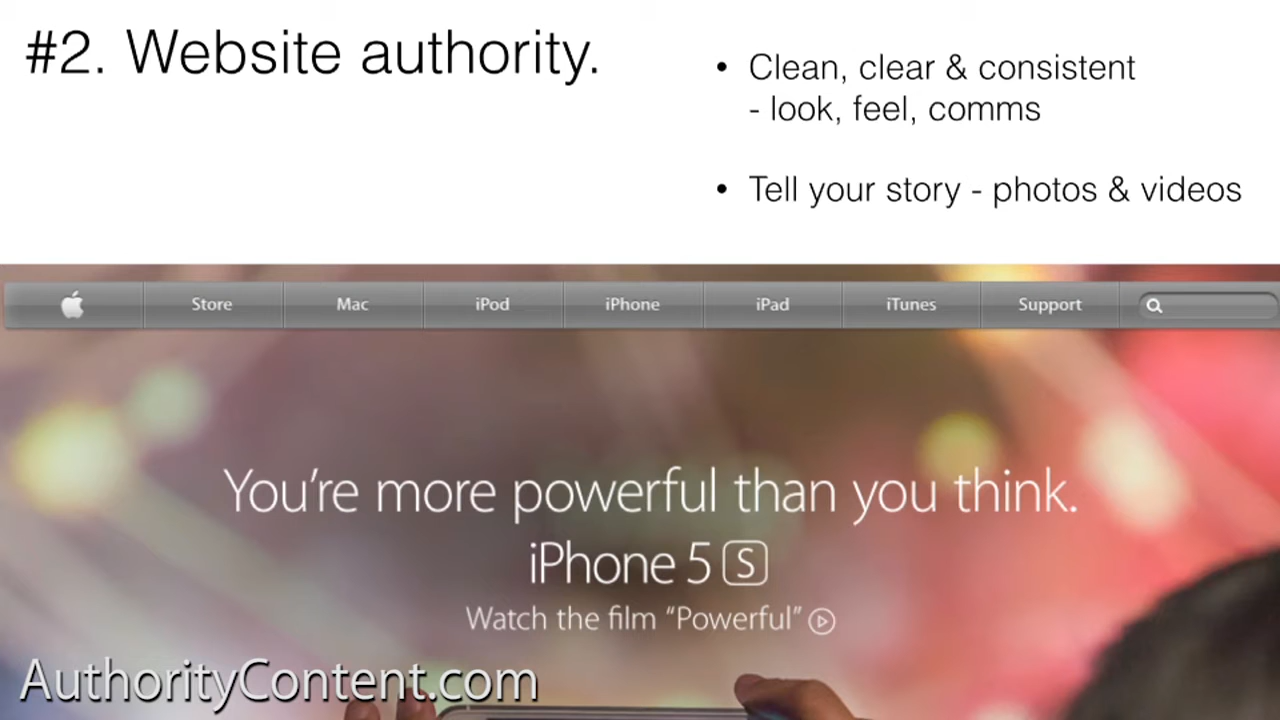 #2. Website authority.
• Clean, clear & consistent
- look, feel, comms
• Tell your story - photos & videos
Store Mac iPod iPhone iPad iTunes Support
You're more powerful than you think.
iPhone 5 S
Watch the film “Powerful”
AuthorityContent.com